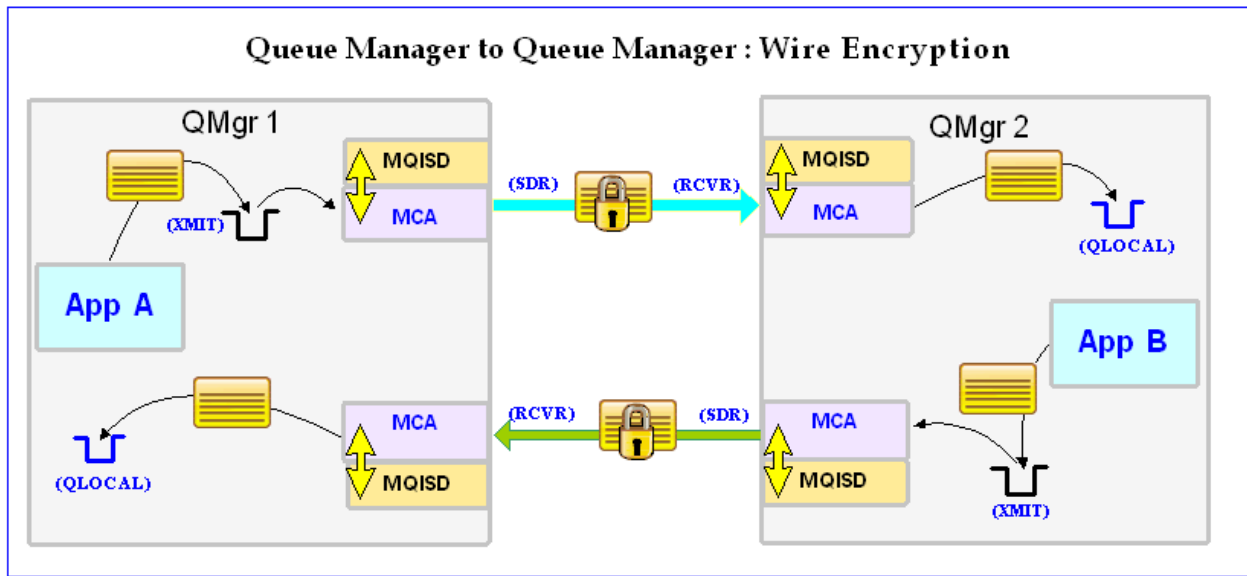 Queue Manager to Queue Manager : Wire Encryption
QMgr 1
MQISD
MCA
(XMIT)
App A
(SDR)
(RCVR)
QMgr 2
MQISD
MCA
(QLOCAL)
App B
MCA
MQISD
(QLOCAL)
(RCVR)
(SDR)
MCA
MQISD
(XMIT)